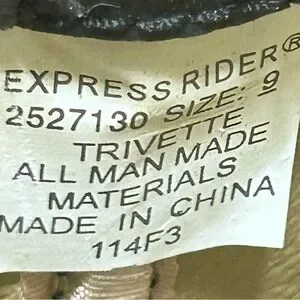 EXPRESS RIDER®
2527130 SIZE: 9
TRIVETTE
ALL MAN MADE
MATERIALS
MADE IN CHINA
114F3